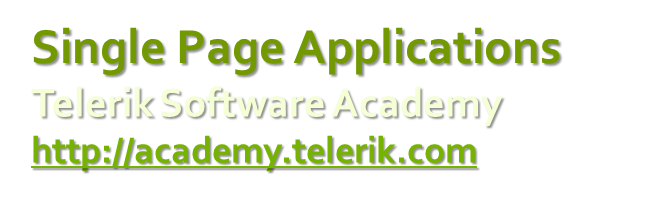 Single Page Applications
Telerik Software Academy
http://academy.telerik.com